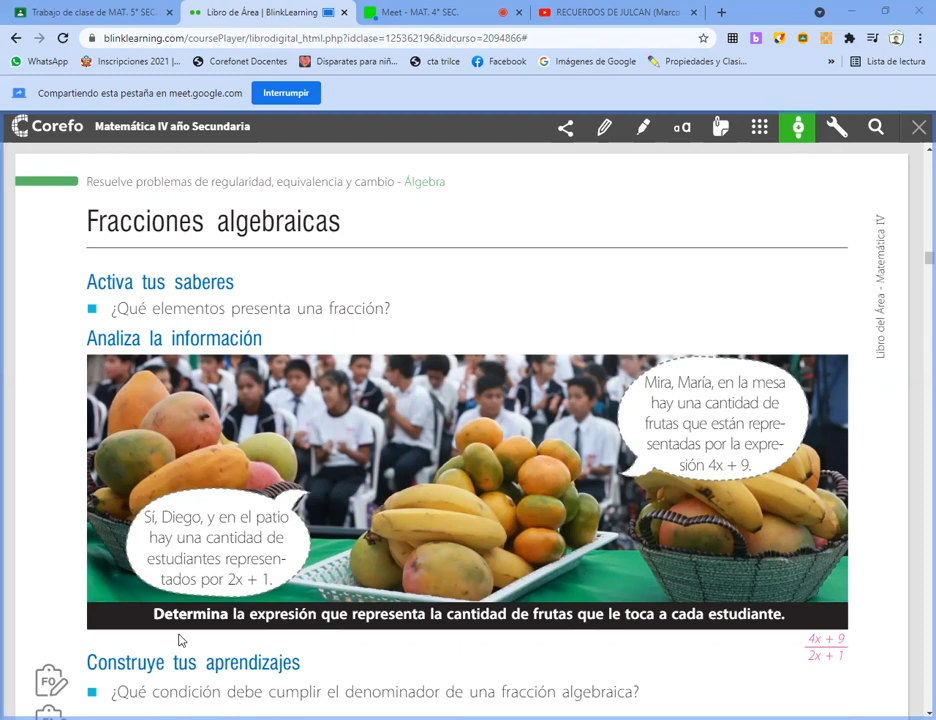 Trabajo de clase de MAT. 5° SEC.
Libro de Área | BlinkLearning
Meet - MAT. 4° SEC.
RECUERDOS DE JULCAN (Marco
blinklearning.com/coursePlayer/librodigital_html.php?idclase=125362196&idcurso=2094866#
WhatsApp
Inscripciones 2021 |...
Corefonet Docentes
Disparates para niñ...
cta trilce
Facebook
Imágenes de Google
Propiedades y Clasi...
»
Lista de lectura
Compartiendo esta pestaña en meet.google.com
Interrumpir
Corefo
Matemática IV año Secundaria
aA
Resuelve problemas de regularidad, equivalencia y cambio - Álgebra
Fracciones algebraicas
Libro del Área - Matemática IV
Activa tus saberes
¿Qué elementos presenta una fracción?
Analiza la información
Mira, María, en la mesa
hay una cantidad de
frutas que están repre-
sentadas por la expre-
sión 4x + 9.
Sí, Diego, y en el patio
hay una cantidad de
estudiantes represen-
tados por 2x + 1.
Determina la expresión que representa la cantidad de frutas que le toca a cada estudiante.
4x + 9
2x + 1
Construye tus aprendizajes
FO
¿Qué condición debe cumplir el denominador de una fracción algebraica?